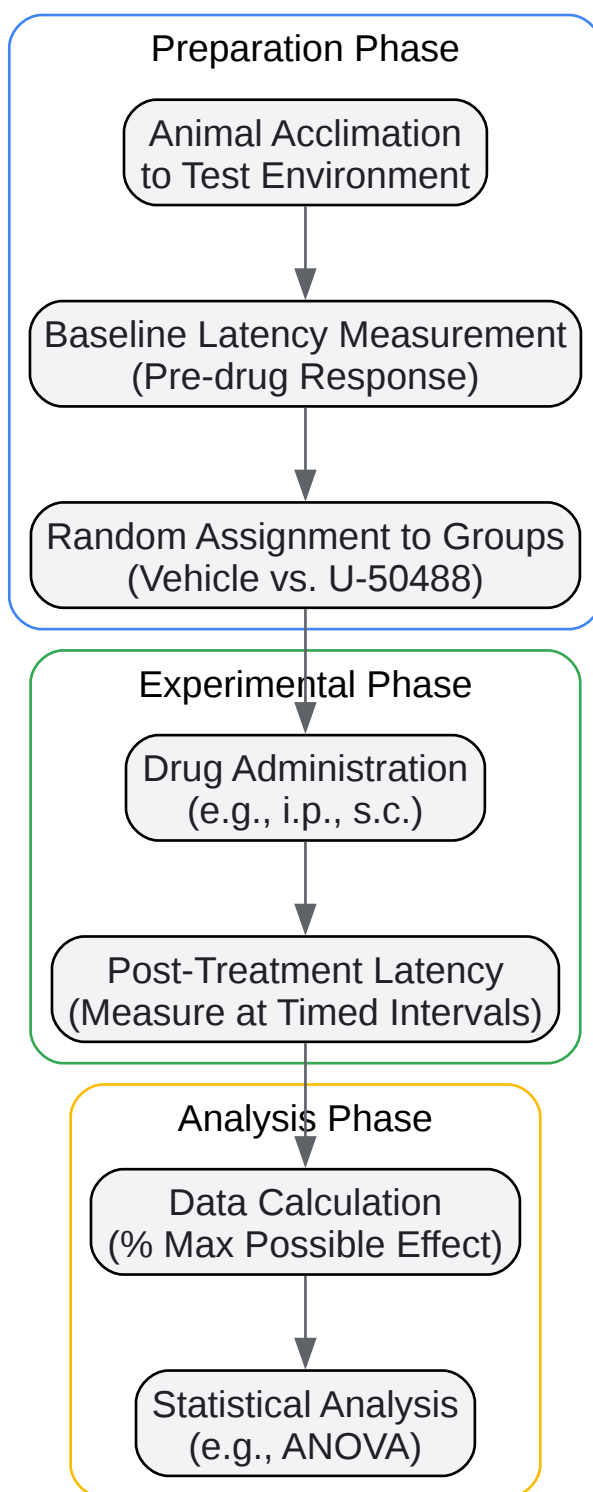 Preparation Phase
Animal Acclimation
to Test Environment
Baseline Latency Measurement
(Pre-drug Response)
Random Assignment to Groups
(Vehicle vs. U-50488)
Experimental Phase
Drug Administration
(e.g., i.p., s.c.)
Post-Treatment Latency
(Measure at Timed Intervals)
Analysis Phase
Data Calculation
(% Max Possible Effect)
Statistical Analysis
(e.g., ANOVA)